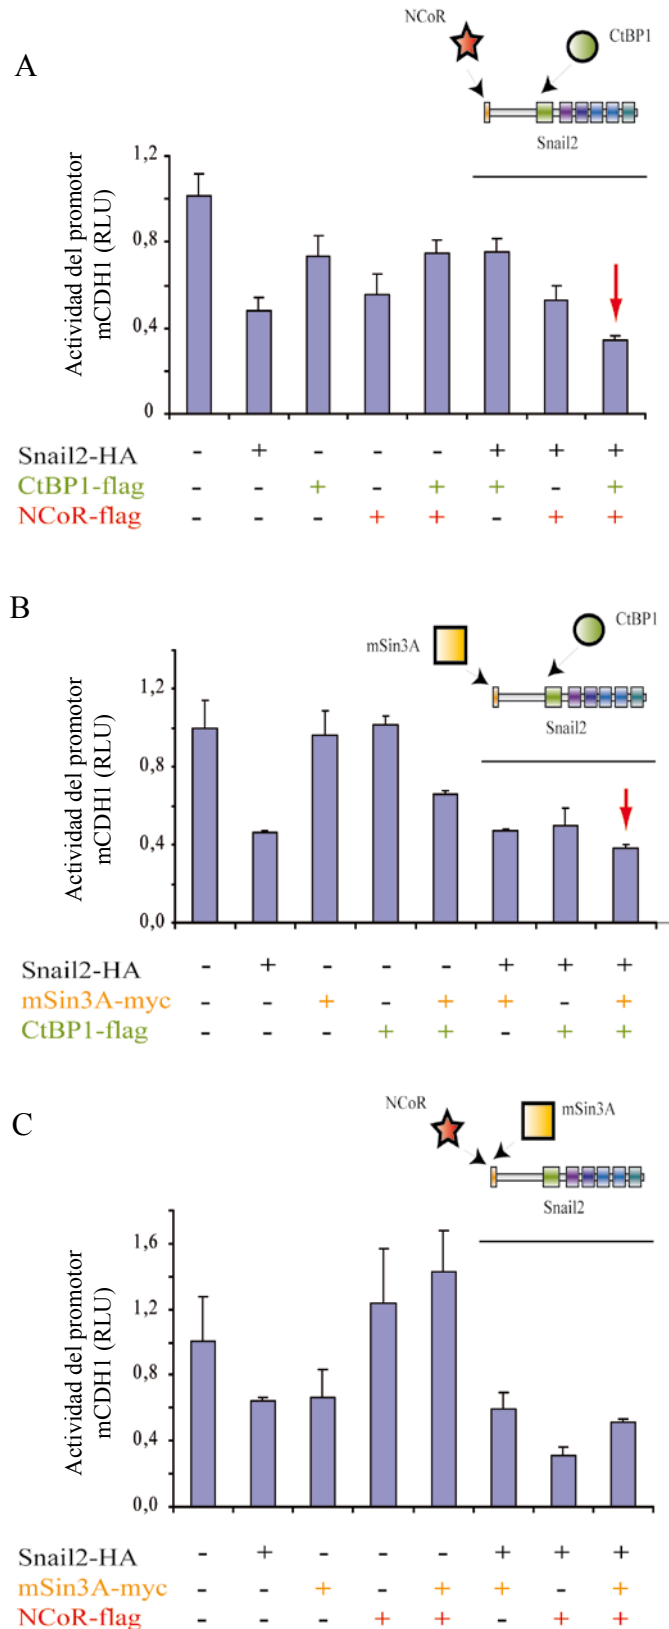 A
NCoR
CtBP1
Snail2
Actividad del promotor
mCDH1 (RLU)
1,2
0,8
0,4
0
Snail2-HA - + - - - + + +
CtBP1-flag - - + - + + - +
NCoR-flag - - - + + - + +
B
mSin3A
CtBP1
Snail2
Actividad del promotor
mCDH1 (RLU)
1,2
0,8
0,4
0,0
Snail2-HA - + - - - + + +
mSin3A-myc - - + - + + - +
CtBP1-flag - - - + + - + +
C
NCoR
mSin3A
Snail2
Actividad del promotor
mCDH1 (RLU)
1,6
1,2
0,8
0,4
0,0
Snail2-HA - + - - - + + +
mSin3A-myc - - + - + + - +
NCoR-flag - - - + + - + +